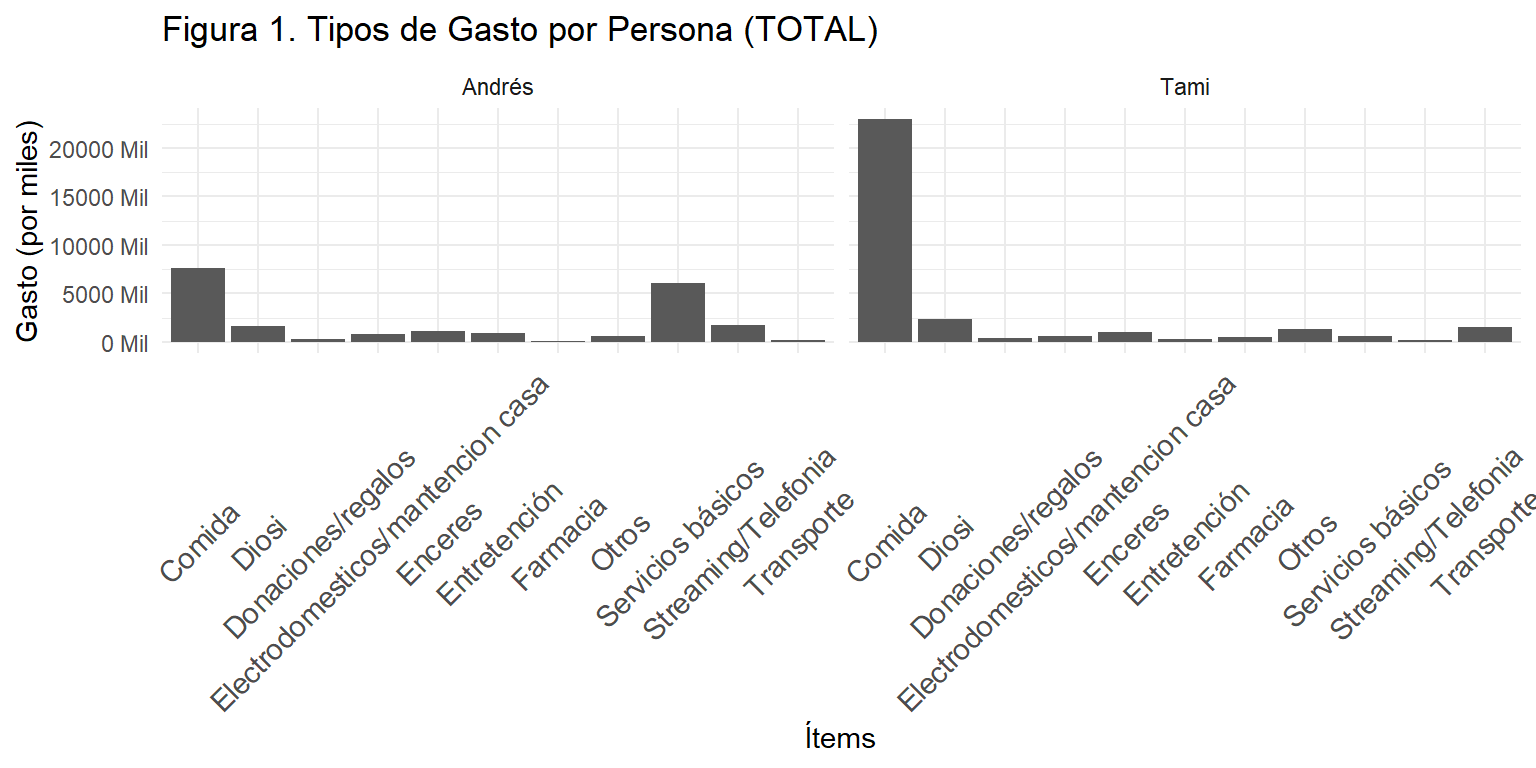 Figura 1. Tipos de Gasto por Persona (TOTAL)
Andrés
Tami
Gasto (por miles)
20000 Mil
15000 Mil
10000 Mil
5000 Mil
0 Mil
Comida
Diosi
Donaciones/regalos
Electrodomesticos/mantencion casa
Enceres
Entretención
Farmacia
Otros
Servicios básicos
Streaming/Telefonia
Transporte
Comida
Diosi
Donaciones/regalos
Electrodomesticos/mantencion casa
Enceres
Entretención
Farmacia
Otros
Servicios básicos
Streaming/Telefonia
Transporte
Ítems